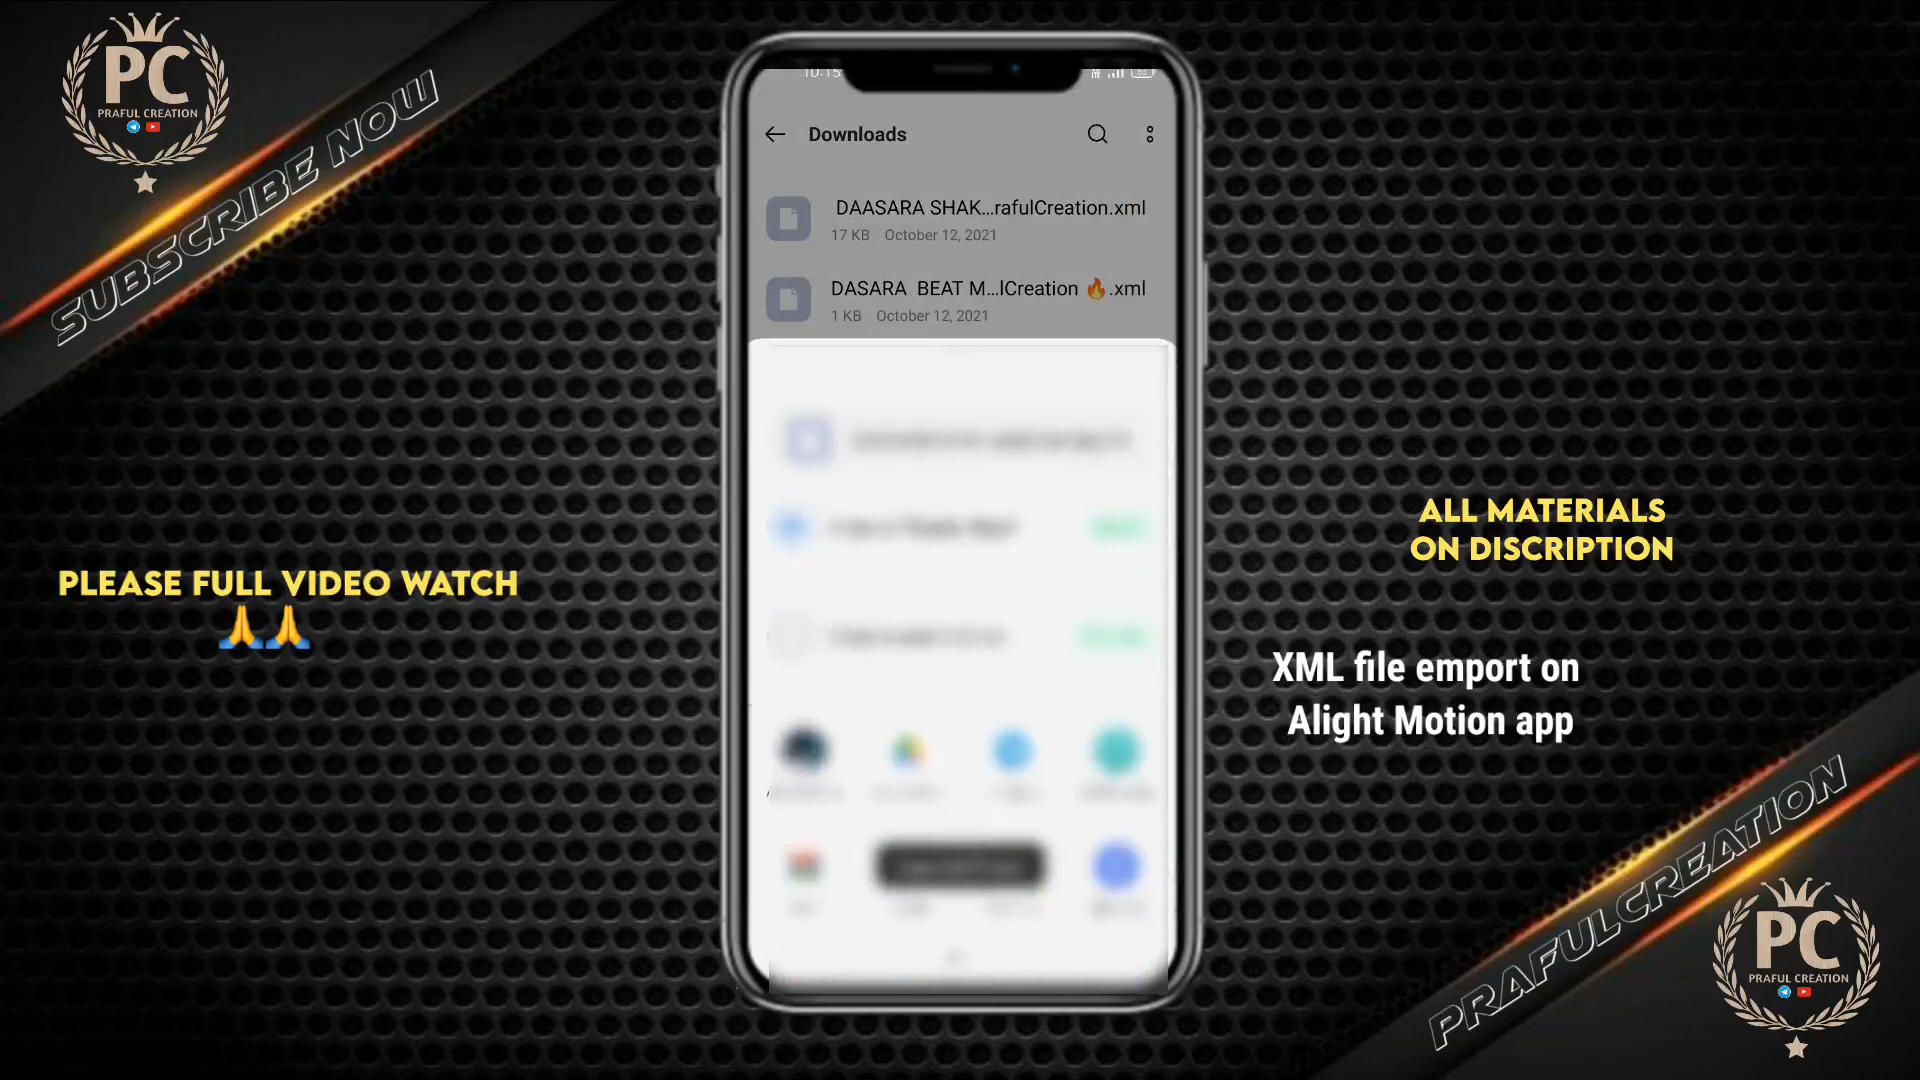 PC
PRAFUL CREATION
SUBSCRIBE NOW
10:15
Downloads
DAASARA SHAK...rafulCreation.xml
17 KB October 12, 2021
DASARA BEAT M...lCreation 🔥.xml
1 KB October 12, 2021
PLEASE FULL VIDEO WATCH
🙏🙏
ALL MATERIALS
ON DISCRIPTION
XML file emport on
Alight Motion app
PRAFULCREATION
PC
PRAFUL CREATION